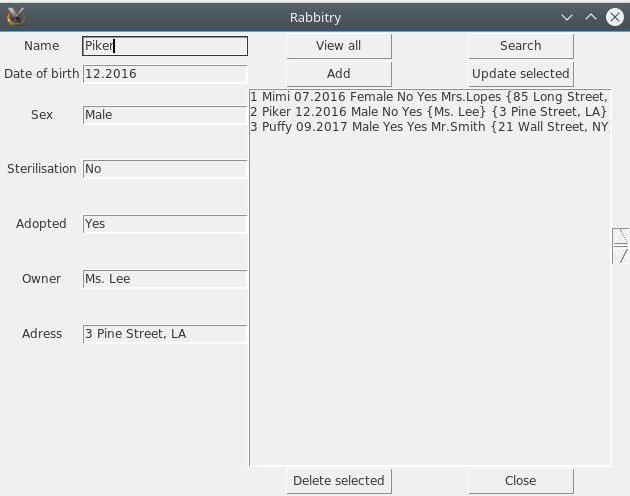 Rabbitry
Name Piker View all Search
Date of birth 12.2016 Add Update selected
1 Mimi 07.2016 Female No Yes Mrs.Lopes {85 Long Street,
Sex Male
2 Piker 12.2016 Male No Yes {Ms. Lee} {3 Pine Street, LA}
3 Puffy 09.2017 Male Yes Yes Mr.Smith {21 Wall Street, NY
Sterilisation No
Adopted Yes
Owner Ms. Lee
Adress 3 Pine Street, LA
Delete selected Close